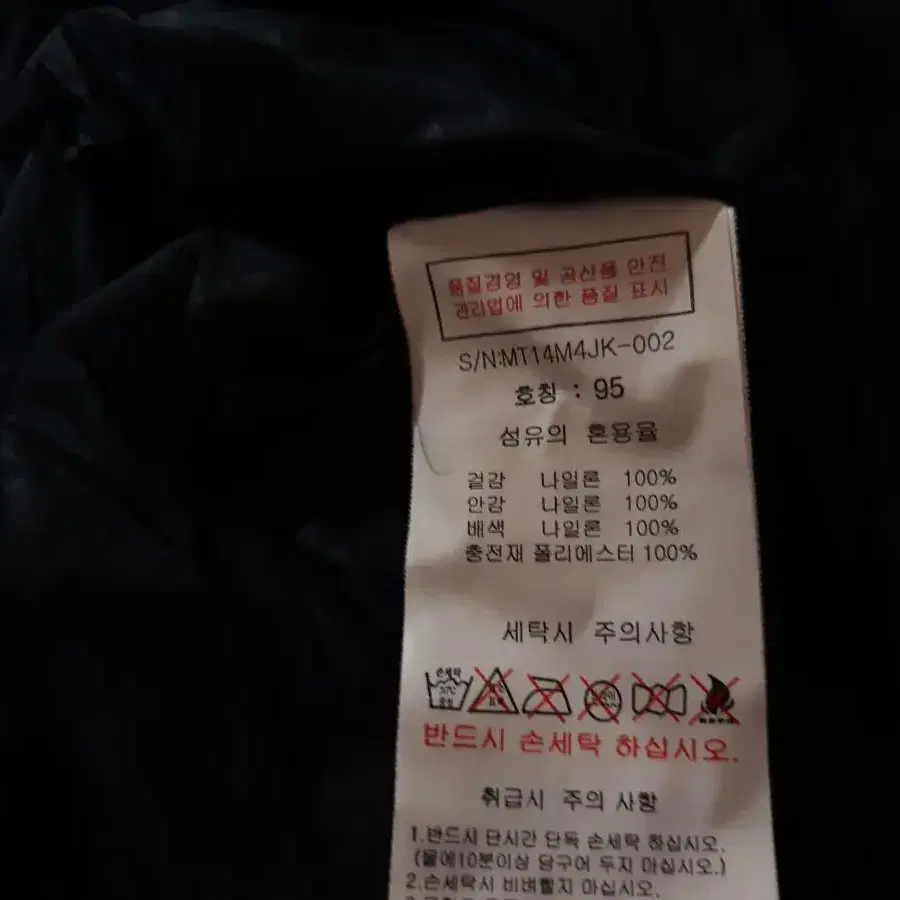 품질경영 및 공산품 안전
관리법에 의한 품질 표시
S/N:MT14M4JK-002
호칭 : 95
섬유의 혼용율
겉감 나일론 100%
안감 나일론 100%
배색 나일론 100%
충전재 폴리에스터 100%
세탁시 주의사항
손세탁
30℃
중성
반드시 손세탁 하십시오.
취급시 주의 사항
1.반드시 단시간 단독 손세탁 하십시오.
(물에10분이상 담구어 두지 마십시오.)
2.손세탁시 비벼빨지 마십시오.